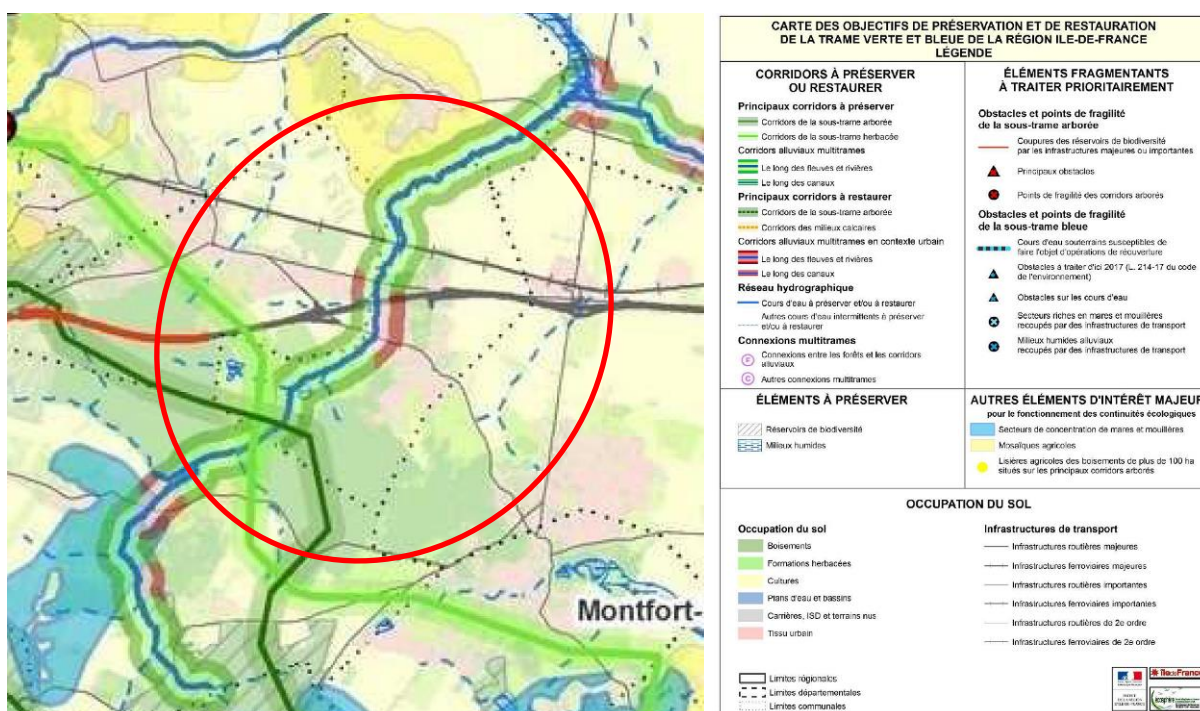 Montfort-
CARTE DES OBJECTIFS DE PRÉSERVATION ET DE RESTAURATION
DE LA TRAME VERTE ET BLEUE DE LA RÉGION ILE-DE-FRANCE
LÉGENDE
CORRIDORS À PRÉSERVER
OU RESTAURER
Principaux corridors à préserver
Corridors de la sous-trame arborée
Corridors de la sous-trame herbacée
Corridors alluviaux multitrames
Le long des fleuves et rivières
Le long des canaux
Principaux corridors à restaurer
Corridors de la sous-trame arborée
Corridors des milieux calcaires
Corridors alluviaux multitrames en contexte urbain
Le long des fleuves et rivières
Le long des canaux
Réseau hydrographique
Cours d'eau à préserver et/ou à restaurer
Autres cours d'eau intermittents à préserver
et/ou à restaurer
Connexions multitrames
F Connexions entre les forêts et les corridors
alluviaux
C Autres connexions multitrames
ÉLÉMENTS FRAGMENTANTS
À TRAITER PRIORITAIREMENT
Obstacles et points de fragilité
de la sous-trame arborée
Coupures des réservoirs de biodiversité
par les infrastructures majeures ou importantes
Principaux obstacles
Points de fragilité des corridors arborés
Obstacles et points de fragilité
de la sous-trame bleue
Cours d'eau souterrains susceptibles de
faire l'objet d'opérations de réouverture
Obstacles à traiter d'ici 2017 (L. 214-17 du code
de l'environnement)
Obstacles sur les cours d'eau
Secteurs riches en mares et mouillères
recoupés par des infrastructures de transport
Milieux humides alluviaux
recoupés par des infrastructures de transport
ÉLÉMENTS À PRÉSERVER
Réservoirs de biodiversité
Milieux humides
AUTRES ÉLÉMENTS D'INTÉRÊT MAJEUR
pour le fonctionnement des continuités écologiques
Secteurs de concentration de mares et mouillères
Mosaïques agricoles
Lisières agricoles des boisements de plus de 100 ha
situés sur les principaux corridors arborés
OCCUPATION DU SOL
Occupation du sol
Boisements
Formations herbacées
Cultures
Plans d'eau et bassins
Carrières, ISD et terrains nus
Tissu urbain
Infrastructures de transport
Infrastructures routières majeures
Infrastructures ferroviaires majeures
Infrastructures routières importantes
Infrastructures ferroviaires importantes
Infrastructures routières de 2e ordre
Infrastructures ferroviaires de 2e ordre
Limites régionales
Limites départementales
Limites communales
îledeFrance